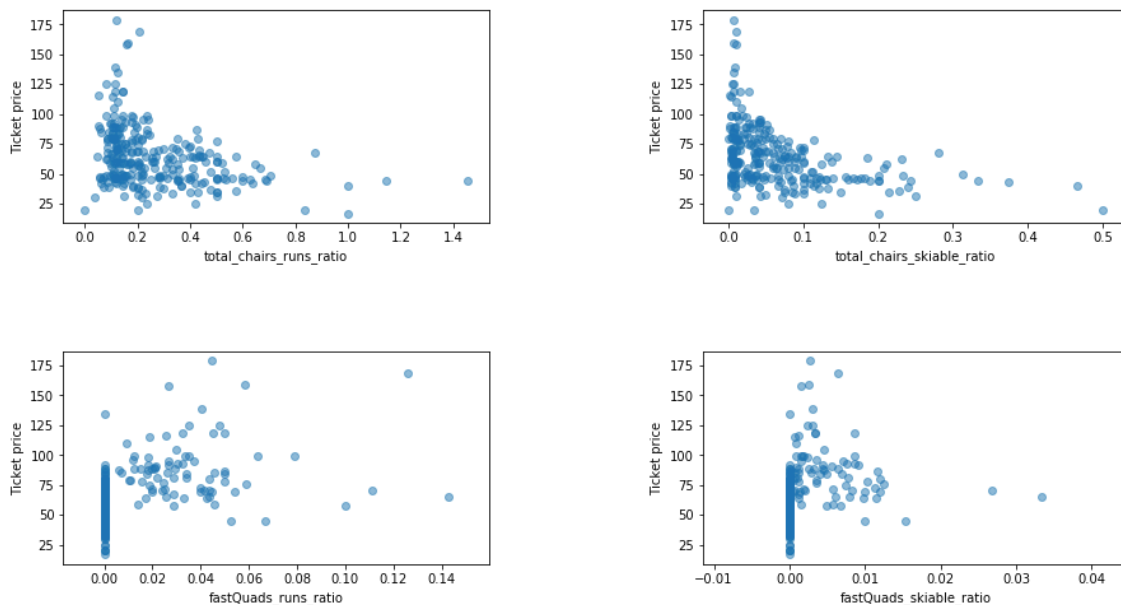 175
150
125
100
75
50
25
Ticket price
0.0 0.2 0.4 0.6 0.8 1.0 1.2 1.4
total_chairs_runs_ratio
175
150
125
100
75
50
25
Ticket price
0.0 0.1 0.2 0.3 0.4 0.5
total_chairs_skiable_ratio
175
150
125
100
75
50
25
Ticket price
0.00 0.02 0.04 0.06 0.08 0.10 0.12 0.14
fastQuads_runs_ratio
175
150
125
100
75
50
25
Ticket price
−0.01 0.00 0.01 0.02 0.03 0.04
fastQuads_skiable_ratio